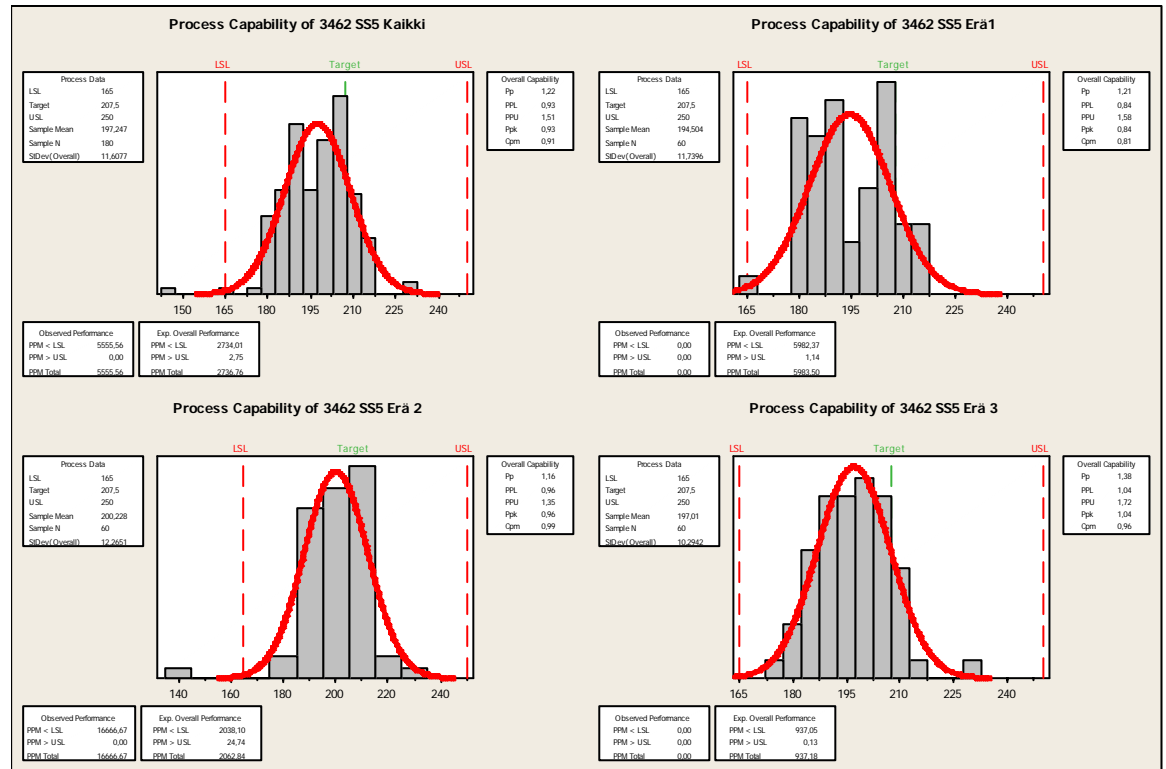 Process Capability of 3462 SS5 Kaikki
LSL Target USL
Process Data
LSL 165
Target 207,5
USL 250
Sample Mean 197,247
Sample N 180
StDev(Overall) 11,6077
Overall Capability
Pp 1,22
PPL 0,93
PPU 1,51
Ppk 0,93
Cpm 0,91
150 165 180 195 210 225 240
Observed Performance
PPM < LSL 5555,56
PPM > USL 0,00
PPM Total 5555,56
Exp. Overall Performance
PPM < LSL 2734,01
PPM > USL 2,75
PPM Total 2736,76
Process Capability of 3462 SS5 Erä1
LSL Target USL
Process Data
LSL 165
Target 207,5
USL 250
Sample Mean 194,504
Sample N 60
StDev(Overall) 11,7396
Overall Capability
Pp 1,21
PPL 0,84
PPU 1,58
Ppk 0,84
Cpm 0,81
165 180 195 210 225 240
Observed Performance
PPM < LSL 0,00
PPM > USL 0,00
PPM Total 0,00
Exp. Overall Performance
PPM < LSL 5982,37
PPM > USL 1,14
PPM Total 5983,50
Process Capability of 3462 SS5 Erä 2
LSL Target USL
Process Data
LSL 165
Target 207,5
USL 250
Sample Mean 200,228
Sample N 60
StDev(Overall) 12,2651
Overall Capability
Pp 1,16
PPL 0,96
PPU 1,35
Ppk 0,96
Cpm 0,99
140 160 180 200 220 240
Observed Performance
PPM < LSL 16666,67
PPM > USL 0,00
PPM Total 16666,67
Exp. Overall Performance
PPM < LSL 2038,10
PPM > USL 24,74
PPM Total 2062,84
Process Capability of 3462 SS5 Erä 3
LSL Target USL
Process Data
LSL 165
Target 207,5
USL 250
Sample Mean 197,01
Sample N 60
StDev(Overall) 10,2942
Overall Capability
Pp 1,38
PPL 1,04
PPU 1,72
Ppk 1,04
Cpm 0,96
165 180 195 210 225 240
Observed Performance
PPM < LSL 0,00
PPM > USL 0,00
PPM Total 0,00
Exp. Overall Performance
PPM < LSL 937,05
PPM > USL 0,13
PPM Total 937,18